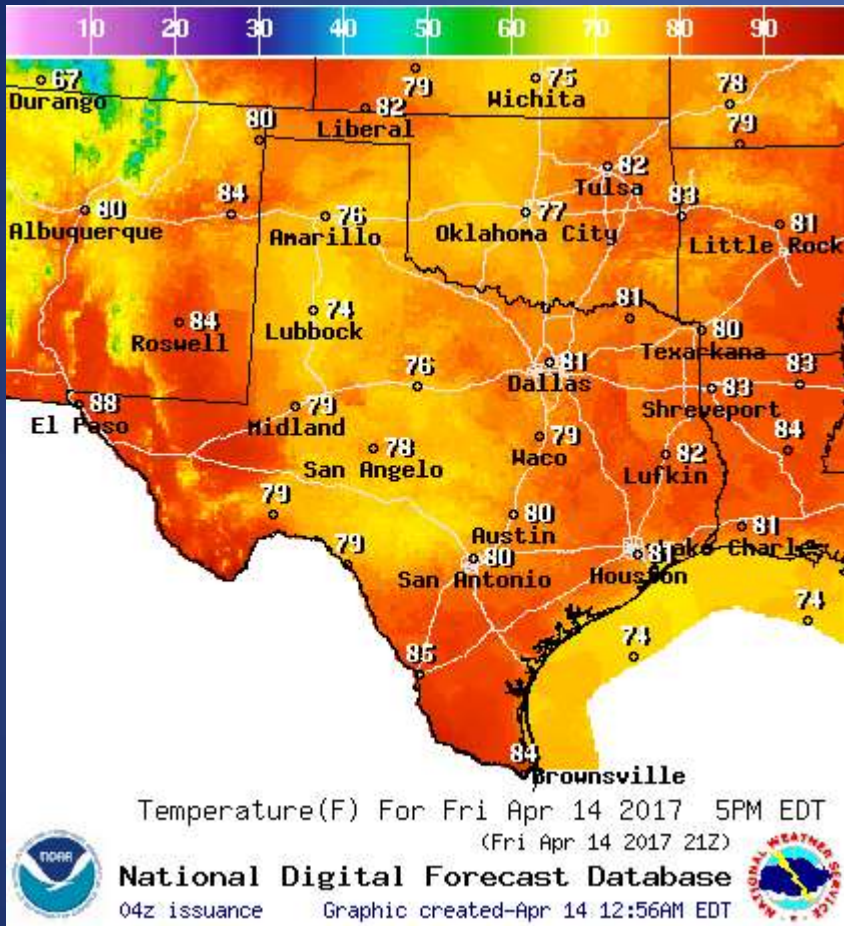 10 20 30 40 50 60 70 80 90
67 79 75 78
Durango Wichita
80 82 79
Liberal
82
Tulsa
80 84 76 77 83 81
Albuquerque Amarillo Oklahoma City Little Rock
84 74 81 80
Roswell Lubbock Texarkana
76 81 83 83
Dallas Shreveport
88 79 79 84
El Paso Midland Waco
78 82
San Angelo Lufkin
79 80 81
Austin
79 80 81 Lake Charles
San Antonio Houston
74 74
85
84
Brownsville
Temperature(F) For Fri Apr 14 2017 5PM EDT
(Fri Apr 14 2017 21Z)
NOAA
National Digital Forecast Database
NATIONAL WEATHER SERVICE
04z issuance Graphic created-Apr 14 12:56AM EDT